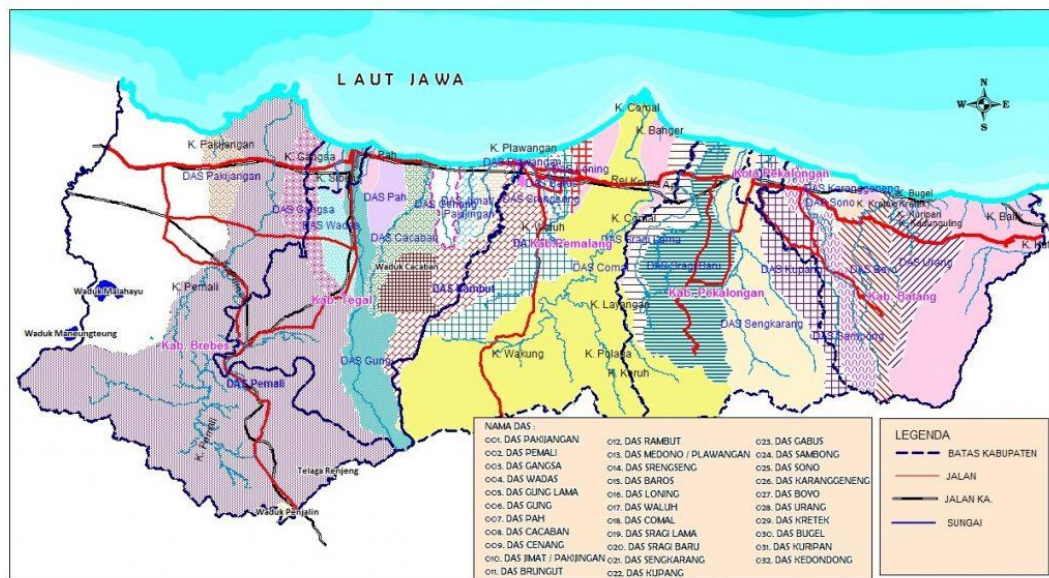 LAUT JAWA
N
W E
S
K. Comal
K. Banger
K. Pakijangan
K. Gangsa
K. Plawangan
DAS Pakijangan
DAS Loning
Kota Pekalongan
DAS Karanggeneng
K. Bugel
DAS Pah
DAS Gangsa
DAS Srengseng
DAS Sono
K. Kuripan
K. Balik
DAS Cacaban
K. Waluh
K. Comal
Kab. Pemalang
DAS Urang
DAS Comal
Waduk Cacaban
DAS Kupang
DAS Boyo
K. Pemali
DAS Rambut
Waduk Malahayu
Kab. Tegal
Kab. Pekalongan
Kab. Batang
K. Layangan
Waduk Maneungteung
DAS Sengkarang
DAS Sambong
Kab. Brebes
DAS Gung
K. Wakung
K. Polaga
K. Keruh
DAS Pemali
K. Pemali
Telaga Renjeng
Waduk Penjalin
NAMA DAS :
001. DAS PAKIJANGAN
002. DAS PEMALI
003. DAS GANGSA
004. DAS WADAS
005. DAS GUNG LAMA
006. DAS GUNG
007. DAS PAH
008. DAS CACABAN
009. DAS CENANG
010. DAS JIMAT / PAKIJINGAN
011. DAS BRUNGUT
012. DAS RAMBUT
013. DAS MEDONO / PLAWANGAN
014. DAS SRENGSENG
015. DAS BAROS
016. DAS LONING
017. DAS WALUH
018. DAS COMAL
019. DAS SRAGI LAMA
020. DAS SRAGI BARU
021. DAS SENGKARANG
022. DAS KUPANG
023. DAS GABUS
024. DAS SAMBONG
025. DAS SONO
026. DAS KARANGGENENG
027. DAS BOYO
028. DAS URANG
029. DAS KRETEK
030. DAS BUGEL
031. DAS KURIPAN
032. DAS KEDONDONG
LEGENDA
BATAS KABUPATEN
JALAN
JALAN KA.
SUNGAI